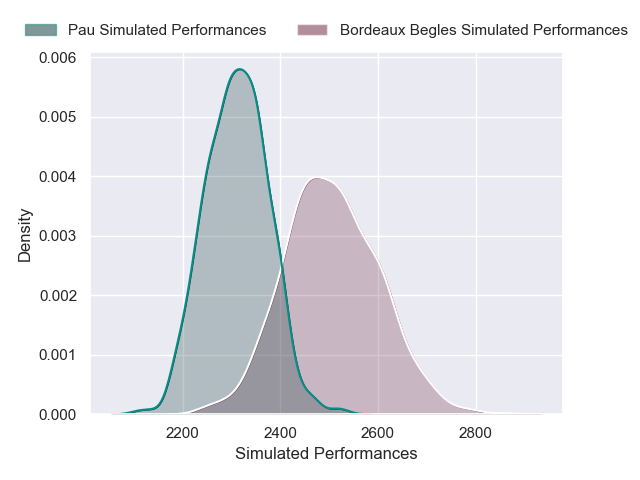 Pau Simulated Performances Bordeaux Begles Simulated Performances
0.006
0.005
0.004
0.003
0.002
0.001
0.000
Density
2200 2400 2600 2800
Simulated Performances